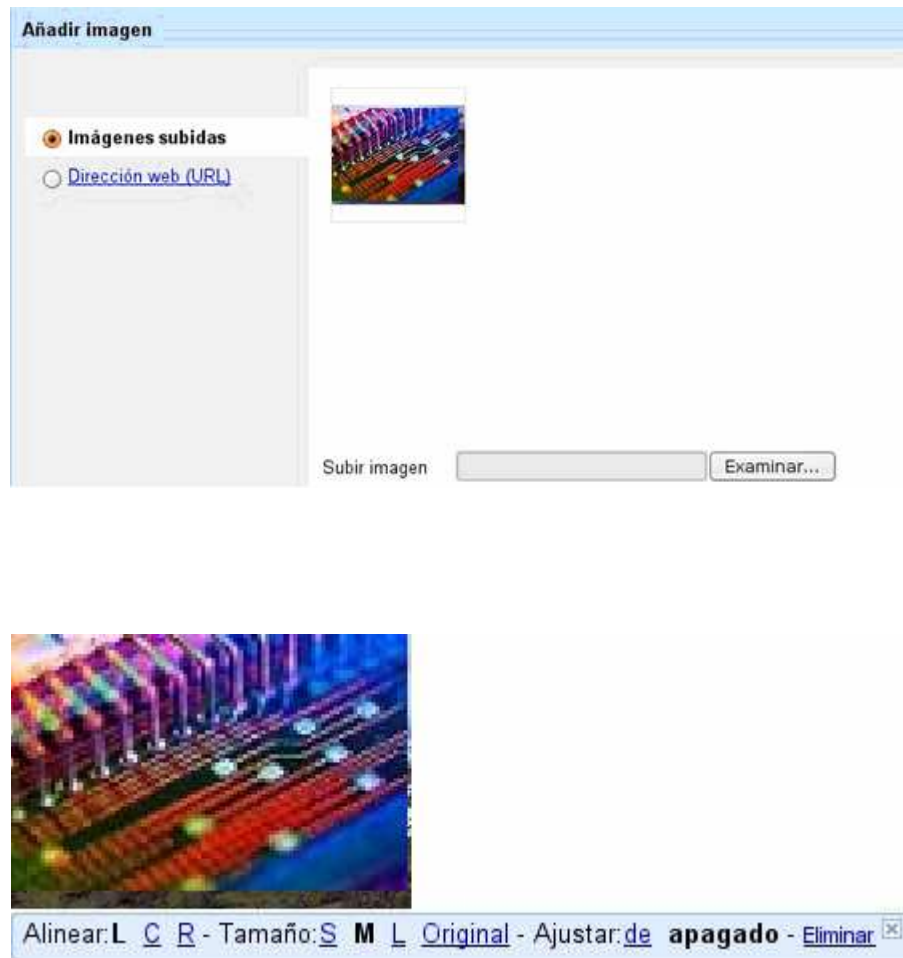 Añadir imagen
Imágenes subidas
Dirección web (URL)
Subir imagen
Examinar...
Alinear:L C R - Tamaño:S M L Original - Ajustar:de apagado - Eliminar